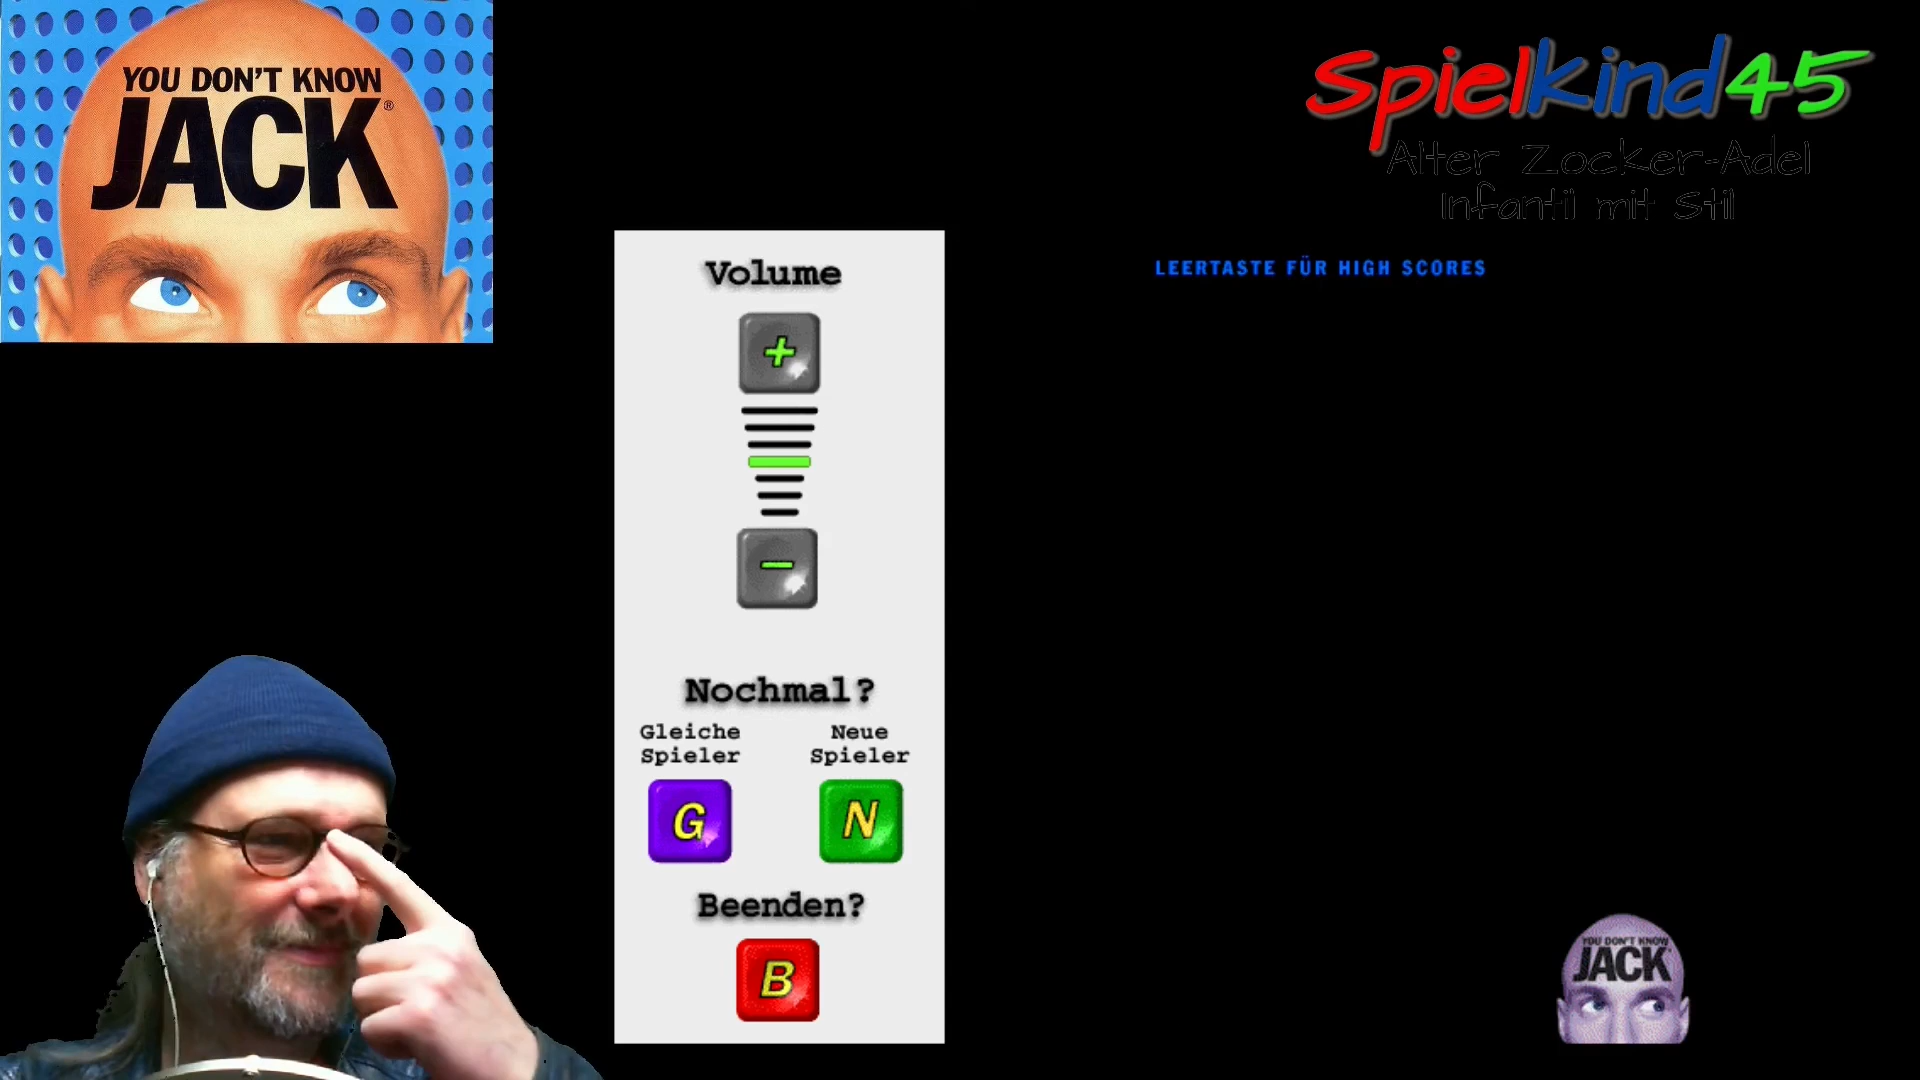 YOU DON'T KNOW
JACK®
Spielkind45
Alter Zocker-Adel
Infantil mit Stil
LEERTASTE FÜR HIGH SCORES
Volume
+
−
Nochmal?
Gleiche Spieler
Neue Spieler
G
N
Beenden?
B
YOU DON'T KNOW
JACK